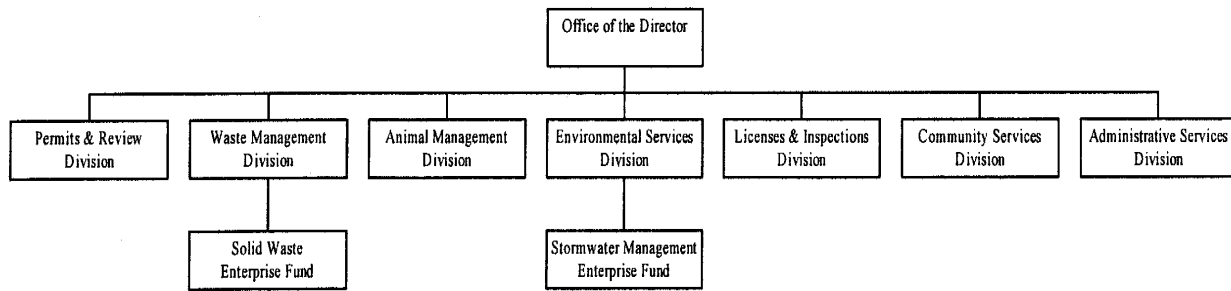 Office of the Director
Permits & Review
Division
Waste Management
Division
Animal Management
Division
Environmental Services
Division
Licenses & Inspections
Division
Community Services
Division
Administrative Services
Division
Solid Waste
Enterprise Fund
Stormwater Management
Enterprise Fund